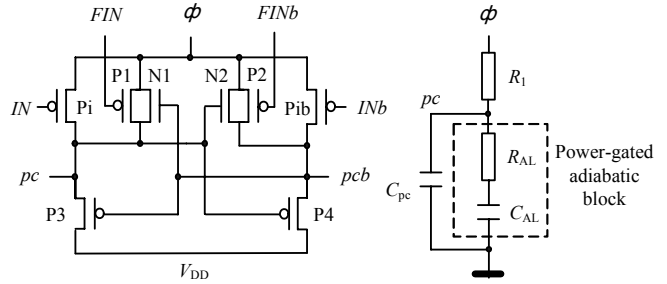 FIN ϕ FINb ϕ
P1 N1 N2 P2
IN Pi Pib INb
R1
pc
pc pcb
P3 P4
VDD
RAL
Cpc
CAL
Power-gated
adiabatic
block